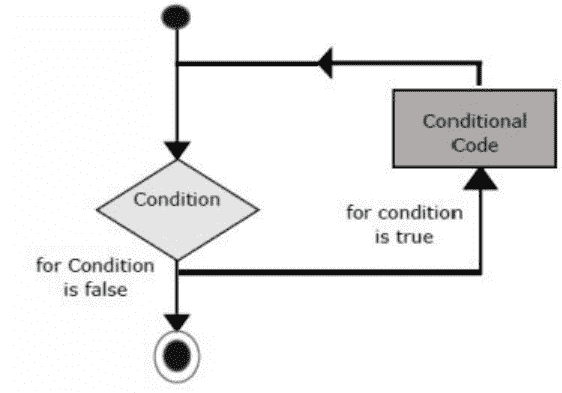 Conditional
Code
Condition
for condition
is true
for Condition
is false